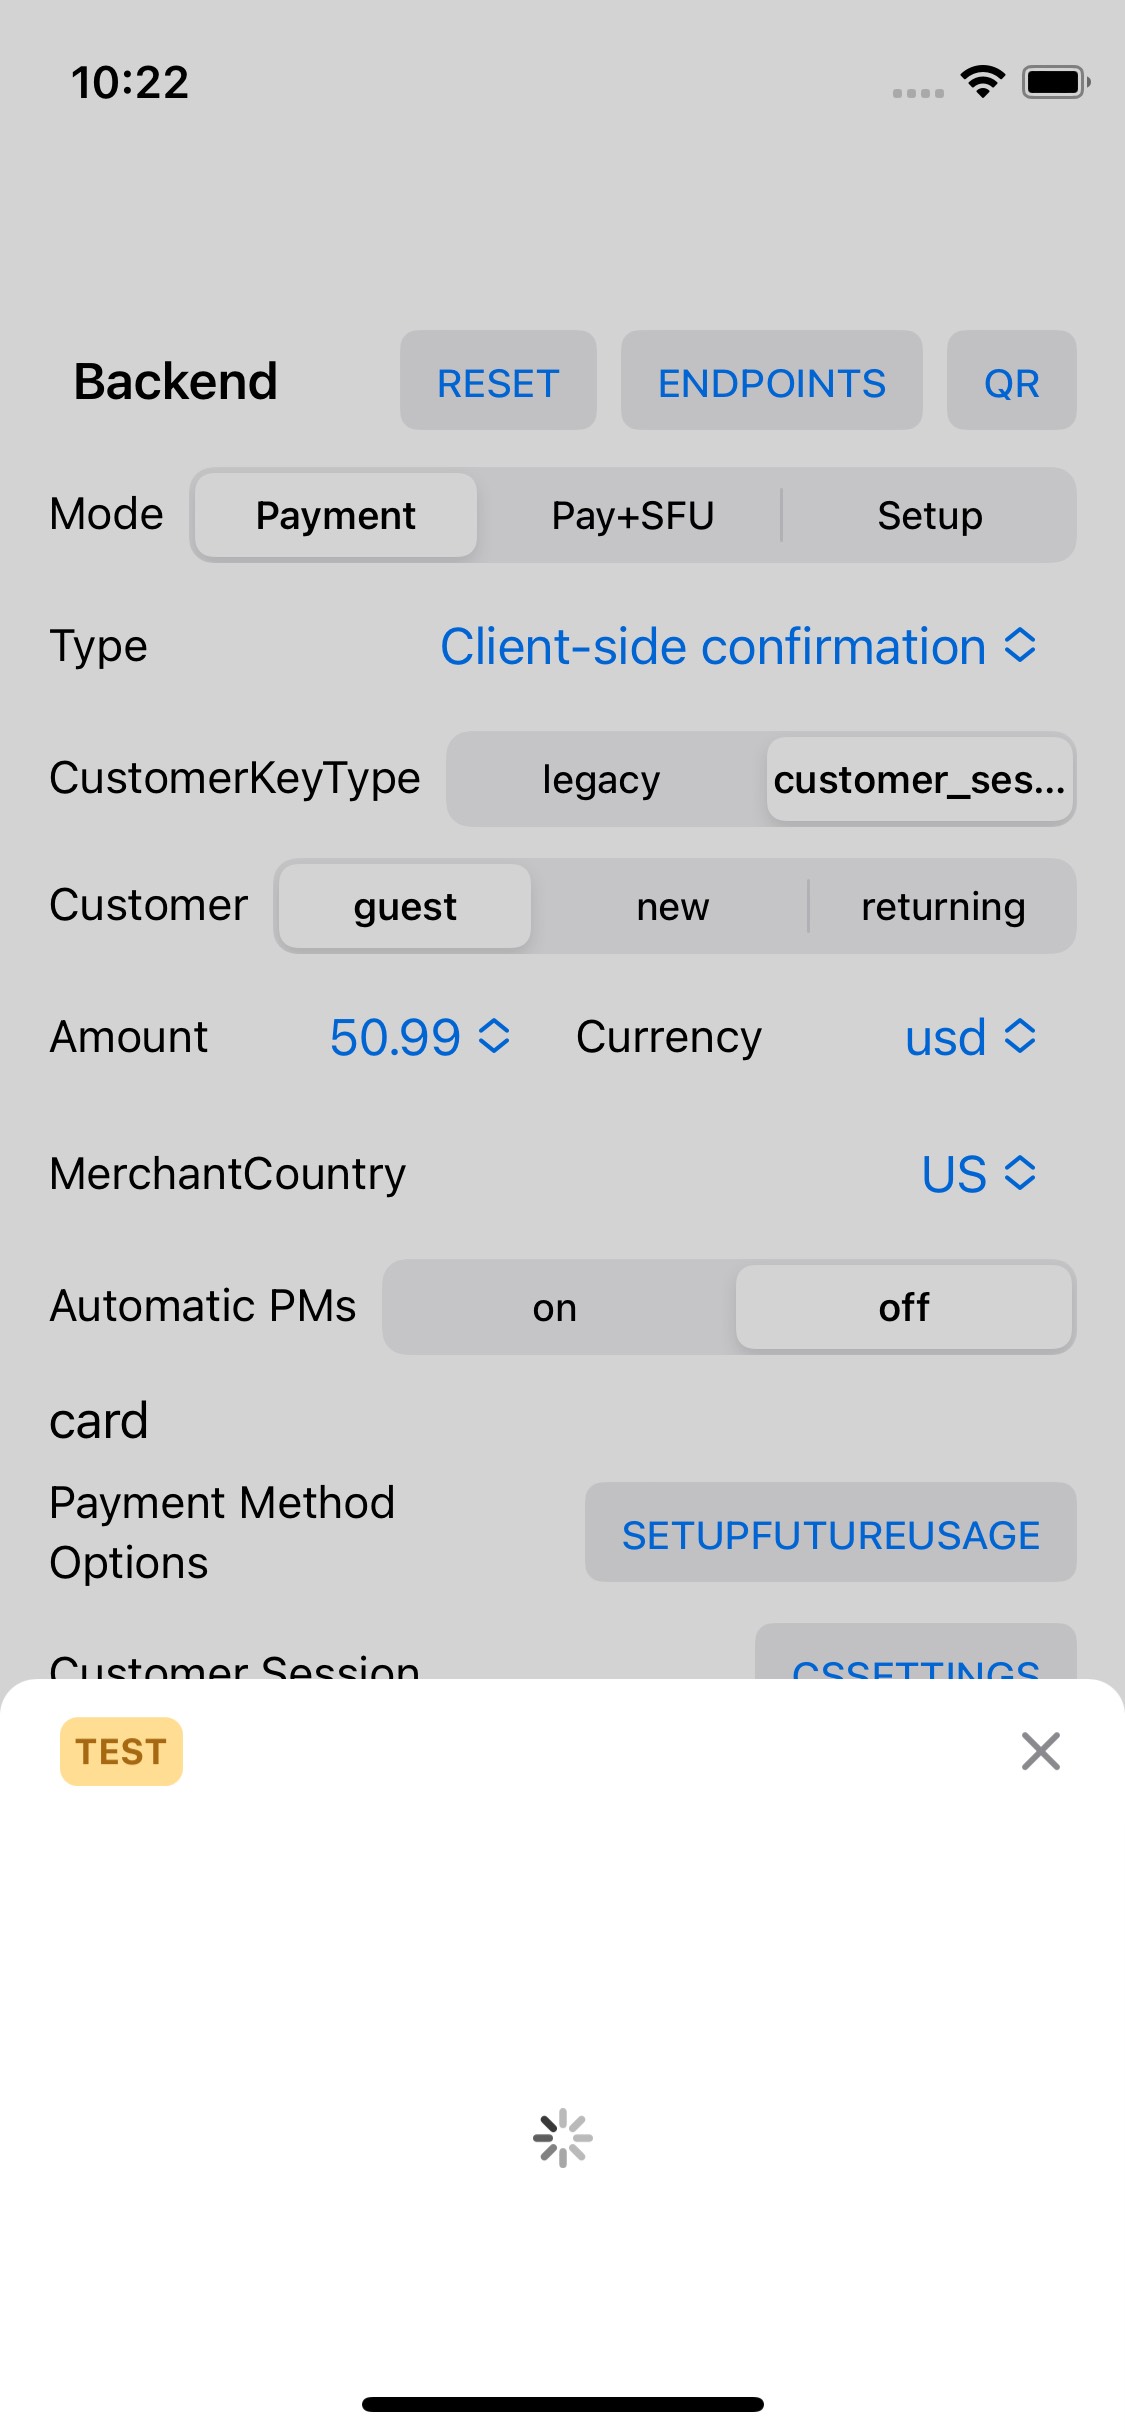 10:22
Backend RESET ENDPOINTS QR
Mode Payment Pay+SFU Setup
Type Client-side confirmation
CustomerKeyType legacy customer_ses...
Customer guest new returning
Amount 50.99 Currency usd
MerchantCountry US
Automatic PMs on off
card
Payment Method
Options SETUPFUTUREUSAGE
Customer Session CSSETTINGS
TEST